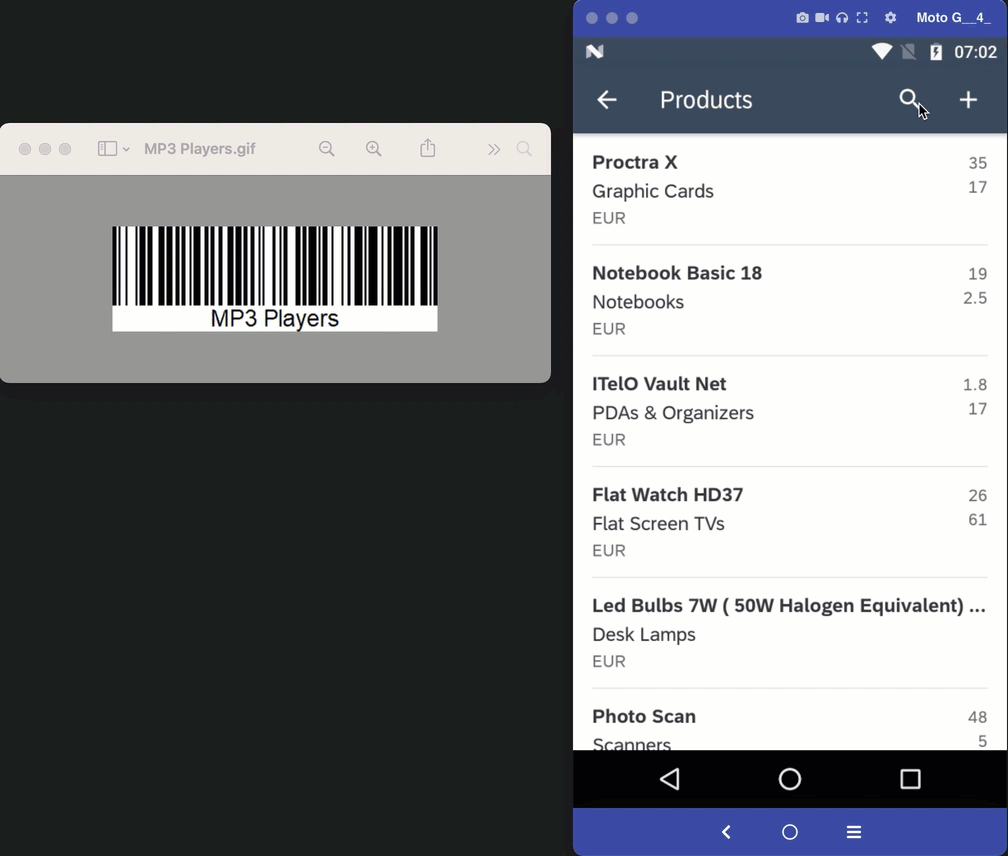 MP3 Players.gif
MP3 Players
Moto G__4_
07:02
Products
Proctra X 35
Graphic Cards 17
EUR
Notebook Basic 18 19
Notebooks 2.5
EUR
ITelO Vault Net 1.8
PDAs & Organizers 17
EUR
Flat Watch HD37 26
Flat Screen TVs 61
EUR
Led Bulbs 7W ( 50W Halogen Equivalent) ...
Desk Lamps
EUR
Photo Scan 48
Scanners 5